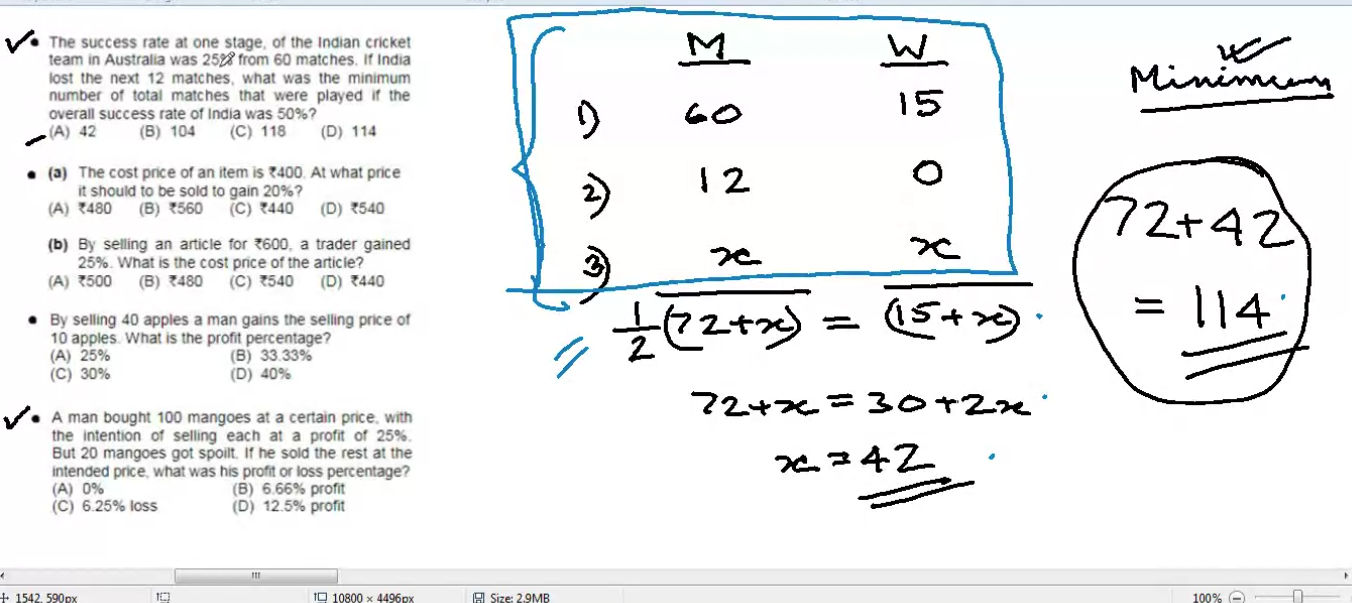 The success rate at one stage, of the Indian cricket
team in Australia was 25% from 60 matches. If India
lost the next 12 matches, what was the minimum
number of total matches that were played if the
overall success rate of India was 50%?
(A) 42 (B) 104 (C) 118 (D) 114
(a) The cost price of an item is ₹400. At what price
it should to be sold to gain 20%?
(A) ₹480 (B) ₹560 (C) ₹440 (D) ₹540
(b) By selling an article for ₹600, a trader gained
25%. What is the cost price of the article?
(A) ₹500 (B) ₹480 (C) ₹540 (D) ₹440
By selling 40 apples a man gains the selling price of
10 apples. What is the profit percentage?
(A) 25% (B) 33.33%
(C) 30% (D) 40%
A man bought 100 mangoes at a certain price, with
the intention of selling each at a profit of 25%.
But 20 mangoes got spoilt. If he sold the rest at the
intended price, what was his profit or loss percentage?
(A) 0% (B) 6.66% profit
(C) 6.25% loss (D) 12.5% profit
M W
1) 60 15
2) 12 0
3) x x
1/2 (72+x) = (15+x)
72+x = 30+2x
x = 42
Minimum
72+42
= 114
1542, 590px 10800 × 4496px Size: 2.9MB 100%